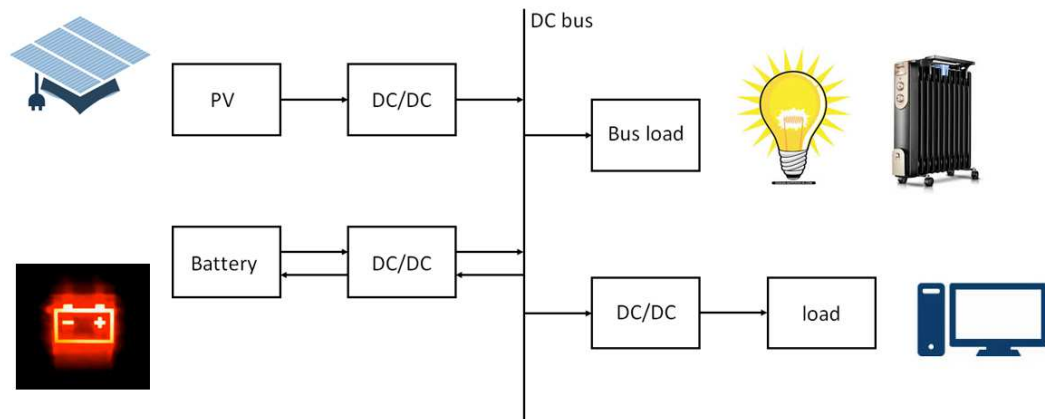 DC bus
PV
DC/DC
Bus load
Battery
DC/DC
DC/DC
load